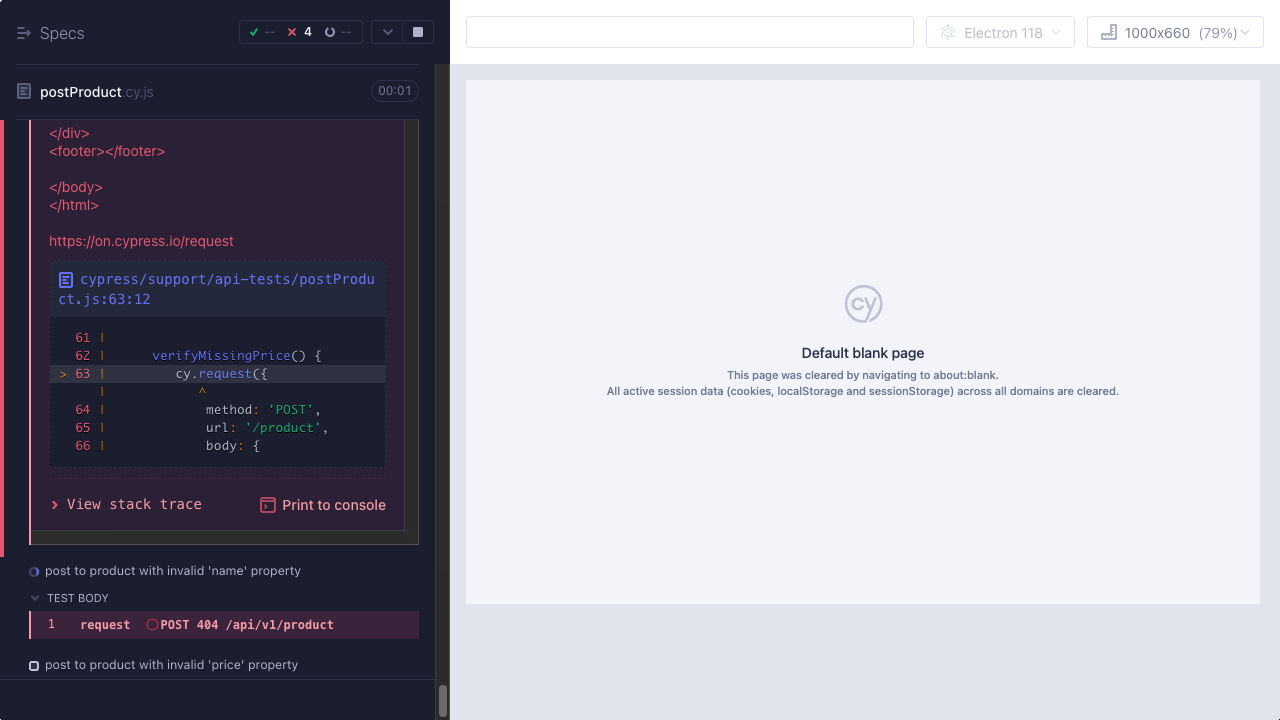 Specs
-- 4 --
Electron 118
1000x660 (79%)
postProduct.cy.js
00:01
</div>
<footer></footer>
</body>
</html>
https://on.cypress.io/request
cypress/support/api-tests/postProdu
ct.js:63:12
61 |
62 | verifyMissingPrice() {
> 63 | cy.request({
| ^
64 | method: 'POST',
65 | url: '/product',
66 | body: {
View stack trace
Print to console
post to product with invalid 'name' property
TEST BODY
1 request POST 404 /api/v1/product
post to product with invalid 'price' property
cy
Default blank page
This page was cleared by navigating to about:blank.
All active session data (cookies, localStorage and sessionStorage) across all domains are cleared.